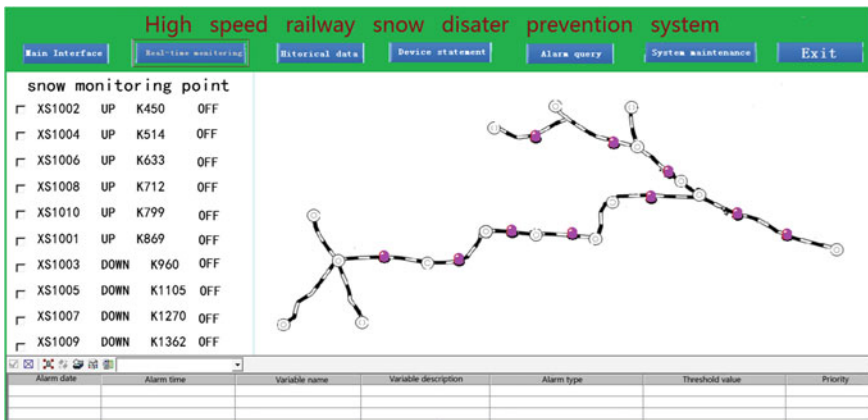 High speed railway snow disater prevention system
Main Interface Real-time monitoring Hitorical data Device statement Alarm query System maintenance Exit
snow monitoring point
XS1002 UP K450 OFF
XS1004 UP K514 OFF
XS1006 UP K633 OFF
XS1008 UP K712 OFF
XS1010 UP K799 OFF
XS1001 UP K869 OFF
XS1003 DOWN K960 OFF
XS1005 DOWN K1105 OFF
XS1007 DOWN K1270 OFF
XS1009 DOWN K1362 OFF
Alarm date Alarm time Variable name Variable description Alarm type Threshold value Priority